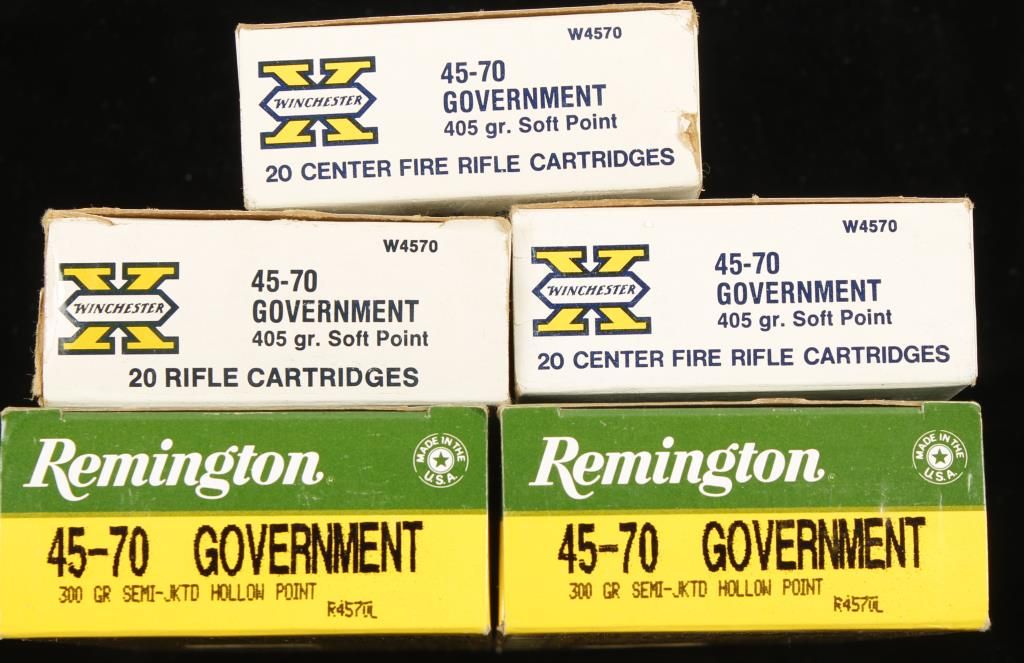 W4570
WINCHESTER
45-70
GOVERNMENT
405 gr. Soft Point
20 CENTER FIRE RIFLE CARTRIDGES
W4570
WINCHESTER
45-70
GOVERNMENT
405 gr. Soft Point
20 RIFLE CARTRIDGES
W4570
WINCHESTER
45-70
GOVERNMENT
405 gr. Soft Point
20 CENTER FIRE RIFLE CARTRIDGES
Remington
MADE IN THE U.S.A.
45-70 GOVERNMENT
300 GR SEMI-JKTD HOLLOW POINT
R4570L
Remington
MADE IN THE U.S.A.
45-70 GOVERNMENT
300 GR SEMI-JKTD HOLLOW POINT
R4570L